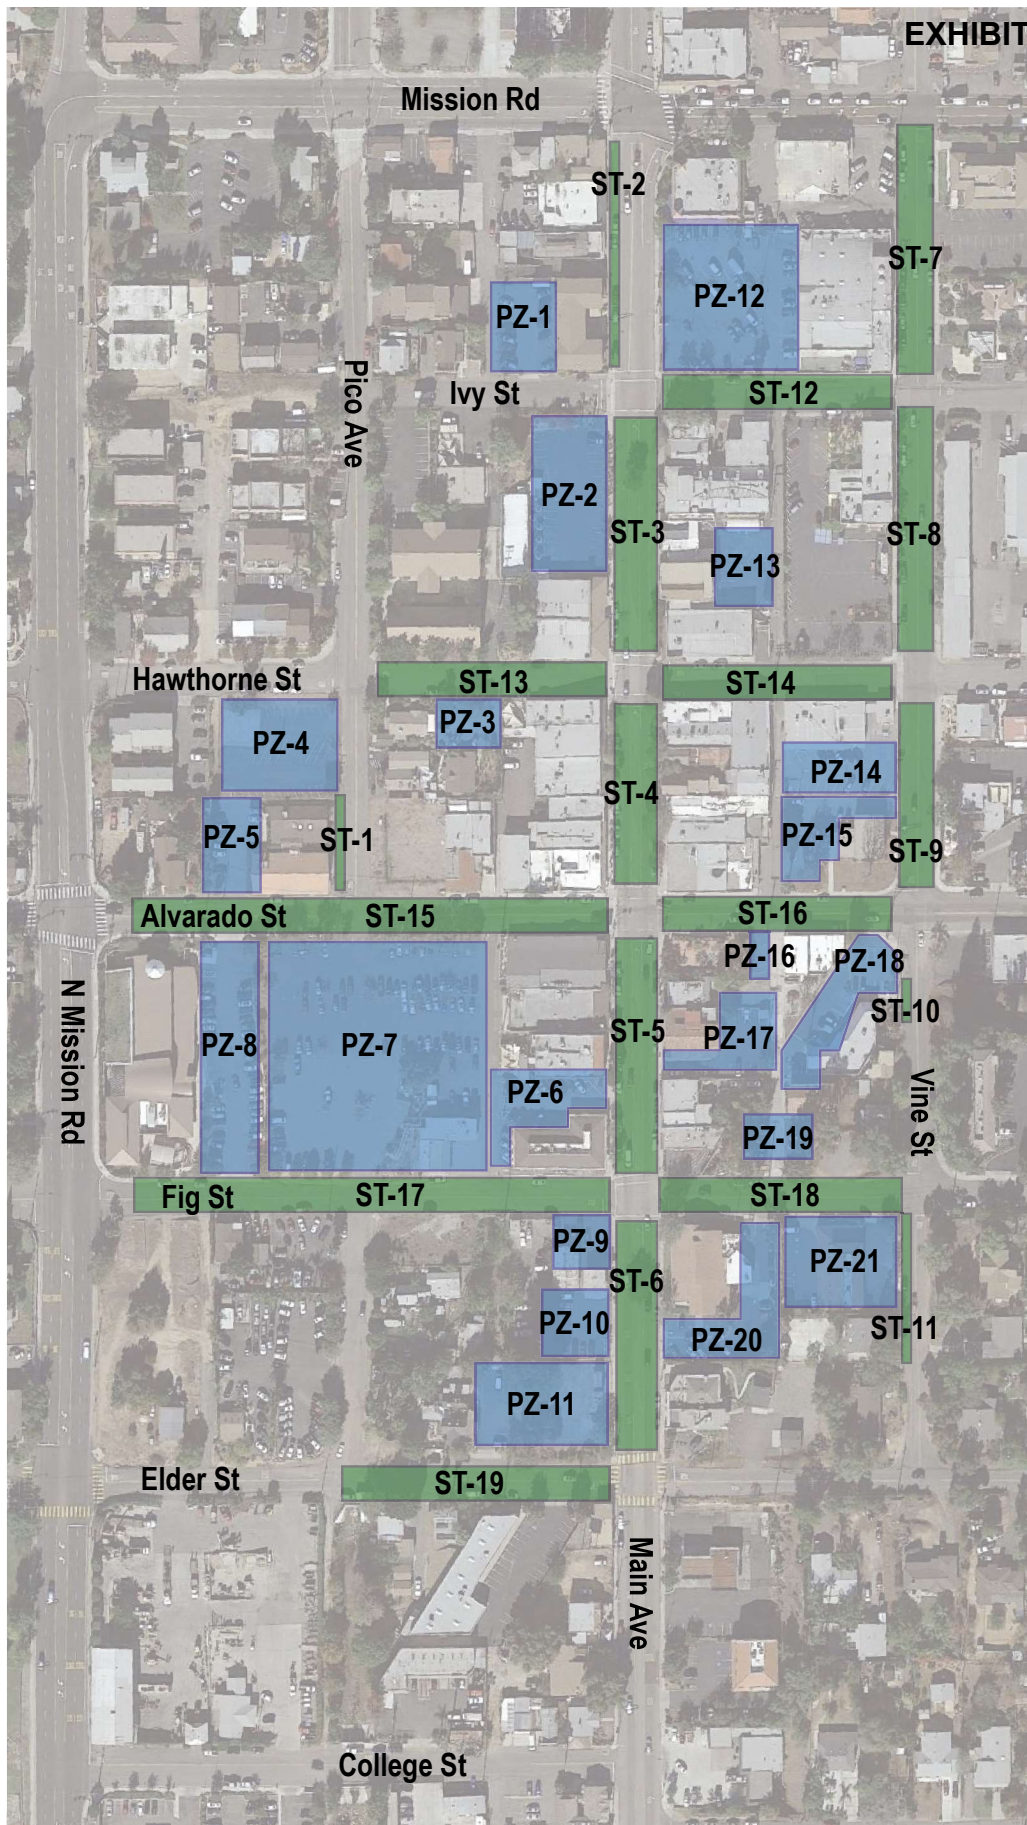 EXHIBIT
Mission Rd
ST-2
ST-7
PZ-12
PZ-1
Pico Ave
Ivy St
ST-12
PZ-2
ST-3
ST-8
PZ-13
Hawthorne St
ST-13
ST-14
PZ-3
PZ-4
PZ-14
ST-4
PZ-5
ST-1
PZ-15
ST-9
Alvarado St
ST-15
ST-16
PZ-16
PZ-18
N Mission Rd
ST-10
PZ-8
PZ-7
ST-5
PZ-17
PZ-6
Vine St
PZ-19
Fig St
ST-17
ST-18
PZ-9
PZ-21
ST-6
PZ-10
ST-11
PZ-20
PZ-11
Elder St
ST-19
Main Ave
College St